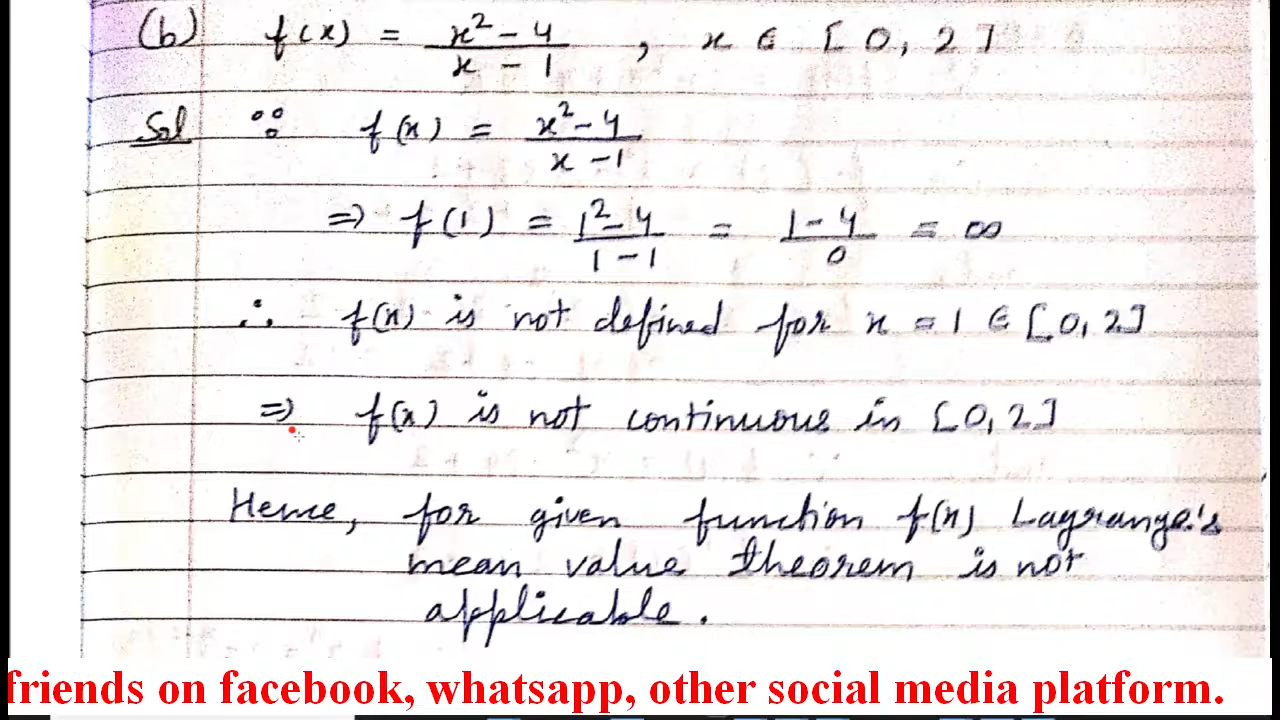 (b) f(x) = x² - 4 / x - 1 , x ∈ [0, 2]
Sol ∵ f(x) = x² - 4 / x - 1
⇒ f(1) = 1² - 4 / 1 - 1 = 1 - 4 / 0 = ∞
∴ f(x) is not defined for x = 1 ∈ [0, 2]
⇒ f(x) is not continuous in [0, 2]
Hence, for given function f(x) Lagrange's
mean value theorem is not
applicable.
friends on facebook, whatsapp, other social media platform.